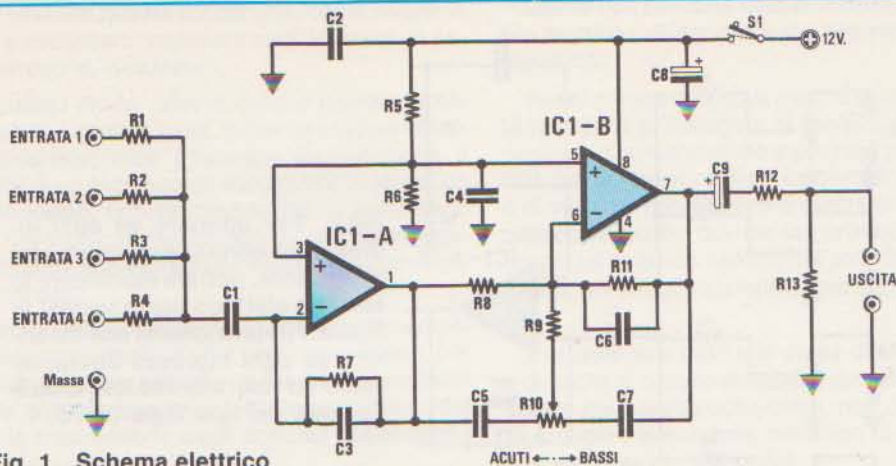 C2
S1
12V.
C8
+
R5
IC1-B
ENTRATA 1
R1
ENTRATA 2
R2
ENTRATA 3
R3
ENTRATA 4
R4
C1
Massa
R6
C4
IC1-A
3
+
2
−
1
R7
C3
5
+
6
−
8
4
7
C9
+
R12
R13
USCITA
R8
R9
R11
C6
C5
R10
C7
ACUTI BASSI
Fig. 1 Schema elettrico